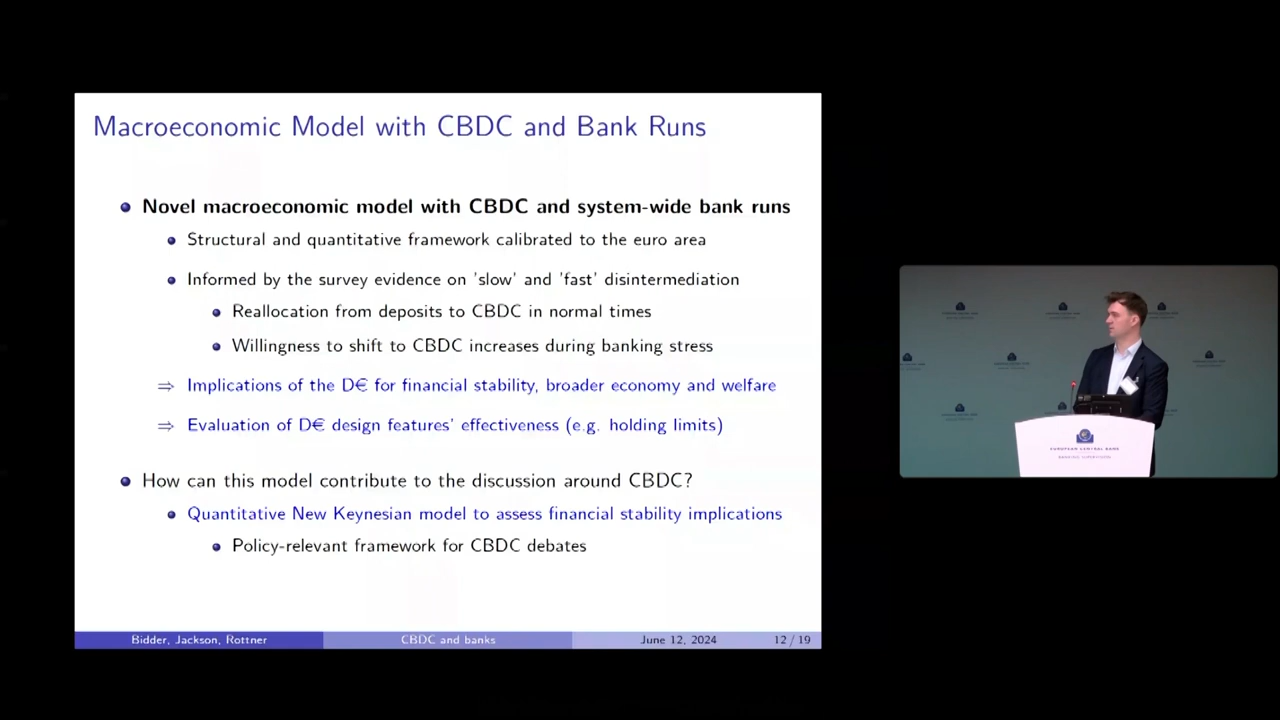 Macroeconomic Model with CBDC and Bank Runs
Novel macroeconomic model with CBDC and system-wide bank runs
Structural and quantitative framework calibrated to the euro area
Informed by the survey evidence on 'slow' and 'fast' disintermediation
Reallocation from deposits to CBDC in normal times
Willingness to shift to CBDC increases during banking stress
⇒ Implications of the D€ for financial stability, broader economy and welfare
⇒ Evaluation of D€ design features' effectiveness (e.g. holding limits)
How can this model contribute to the discussion around CBDC?
Quantitative New Keynesian model to assess financial stability implications
Policy-relevant framework for CBDC debates
Bidder, Jackson, Rottner
CBDC and banks
June 12, 2024
12 / 19
EUROPEAN CENTRAL BANK
BANKING SUPERVISION